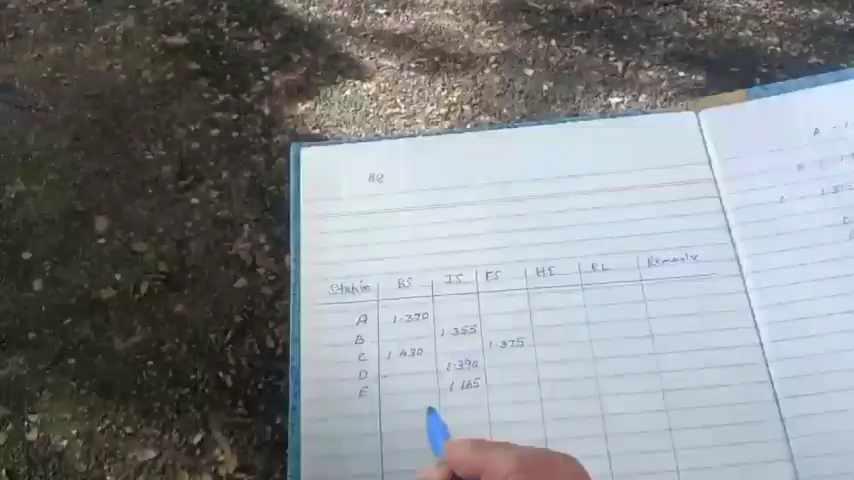 Station BS IS FS HI RL Remarks
A 1.370
B 1.355
C 1.430 1.375
D 1.390
E 1.165
A